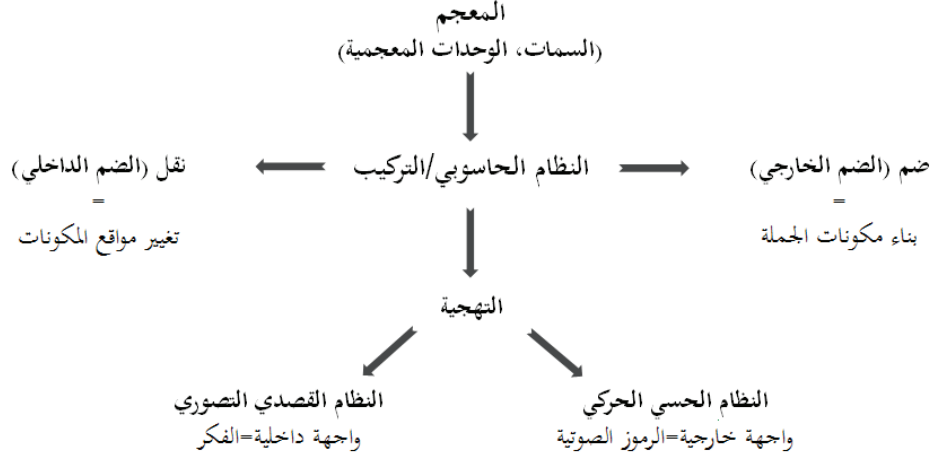 المعجم
(السمات، الوحدات المعجمية)
ضم (الضم الخارجي)
=
بناء مكونات الجملة
النظام الحاسوبي/التركيب
نقل (الضم الداخلي)
=
تغيير مواقع المكونات
التهجية
النظام الحسي الحركي
واجهة خارجية=الرموز الصوتية
النظام القصدي التصوري
واجهة داخلية=الفكر